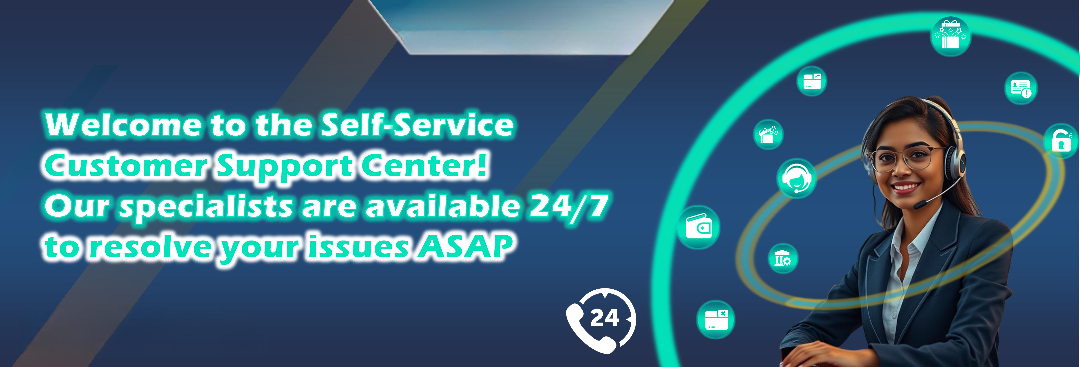 Welcome to the Self-Service
Customer Support Center!
Our specialists are available 24/7
to resolve your issues ASAP
24